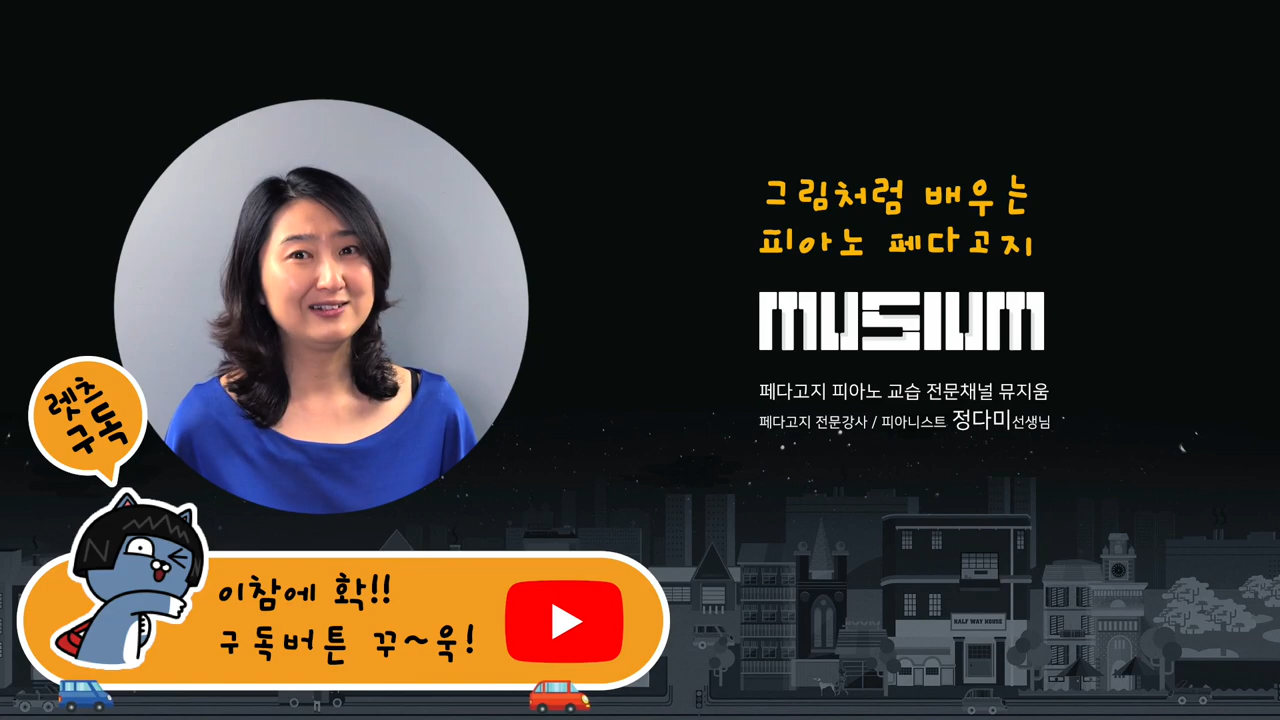 그림처럼 배우는
피아노 페다고지
MUSIUM
페다고지 피아노 교습 전문채널 뮤지움
페다고지 전문강사 / 피아니스트 정다미선생님
렛츠
구독
이참에 확!!
구독버튼 꾸~욱!
HALF WAY HOUSE